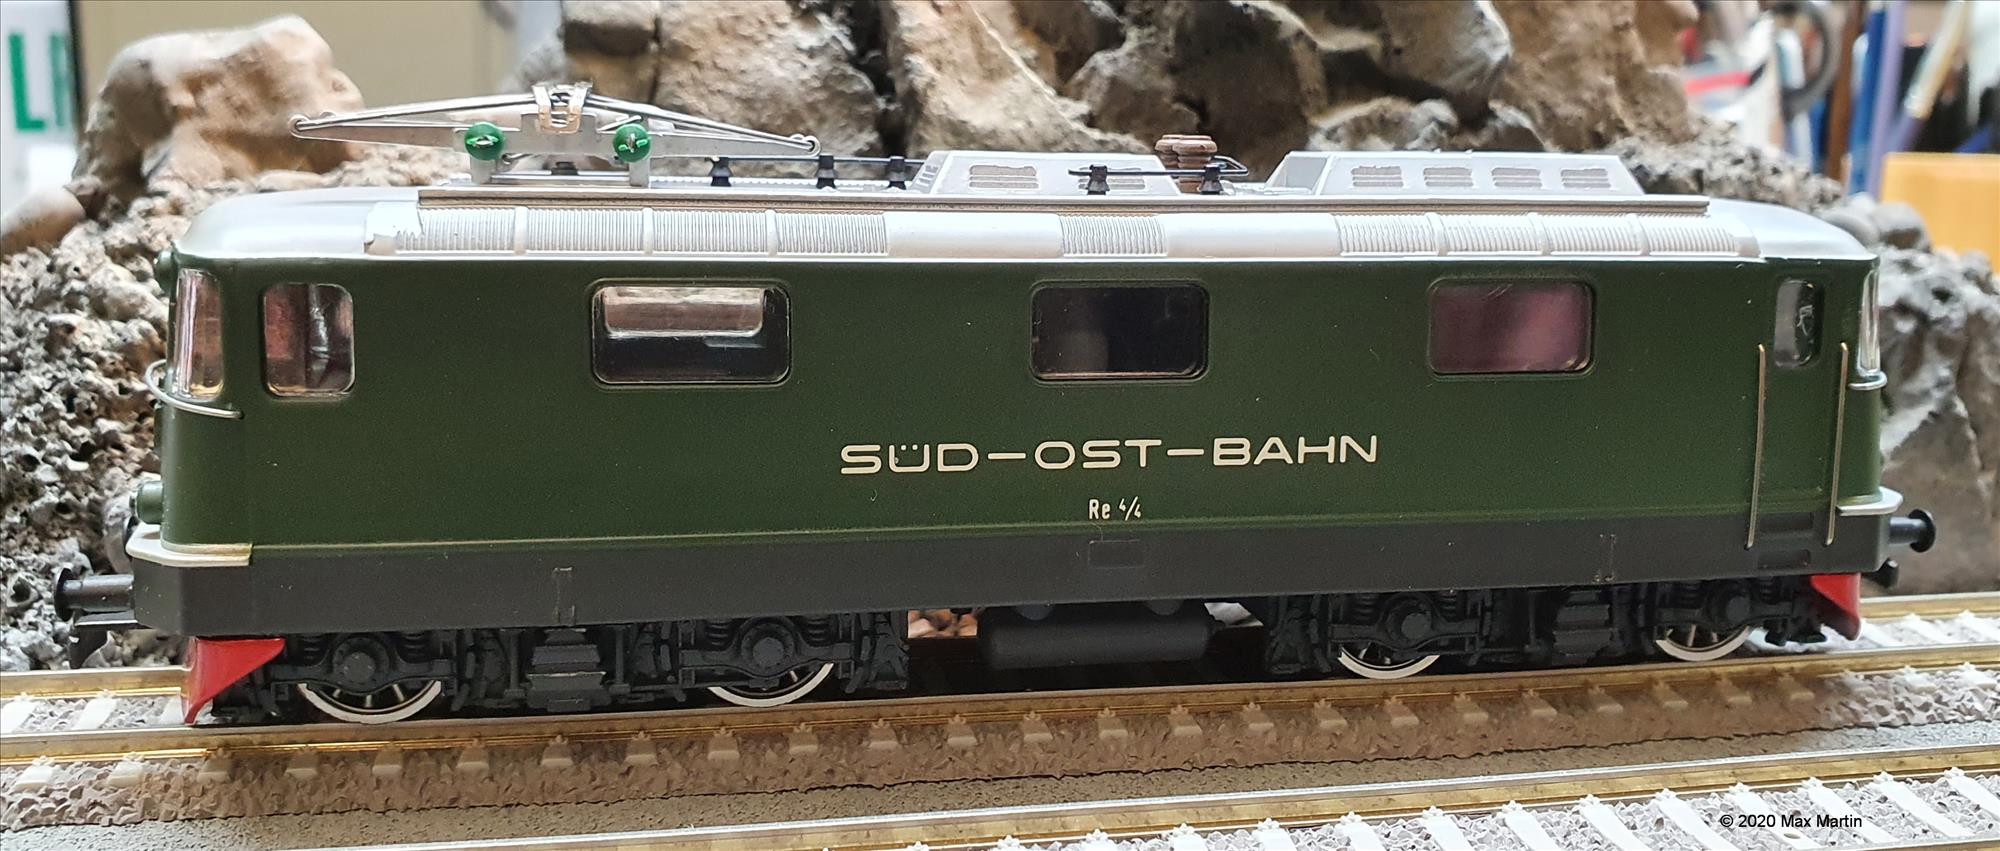 SÜD-OST-BAHN
Re 4/4
© 2020 Max Martin